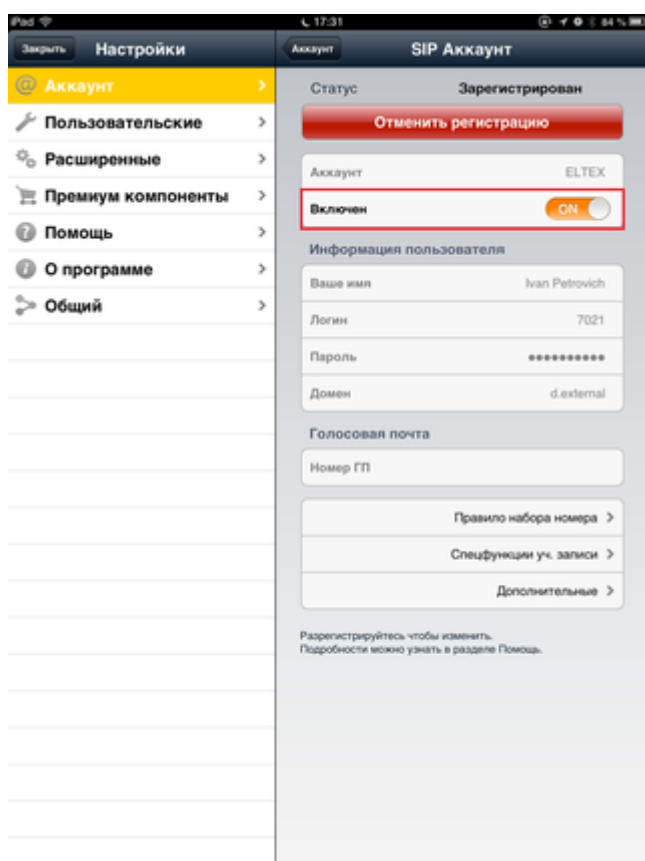 iPad 17:31 84 %
Закрыть Настройки
Аккаунт SIP Аккаунт
Аккаунт
Пользовательские
Расширенные
Премиум компоненты
Помощь
О программе
Общий
Статус Зарегистрирован
Отменить регистрацию
Аккаунт ELTEX
Включен ON
Информация пользователя
Ваше имя Ivan Petrovich
Логин 7021
Пароль ••••••••••
Домен d.external
Голосовая почта
Номер ГП
Правило набора номера
Спецфункции уч. записи
Дополнительные
Разрегистрируйтесь чтобы изменить.
Подробности можно узнать в разделе Помощь.